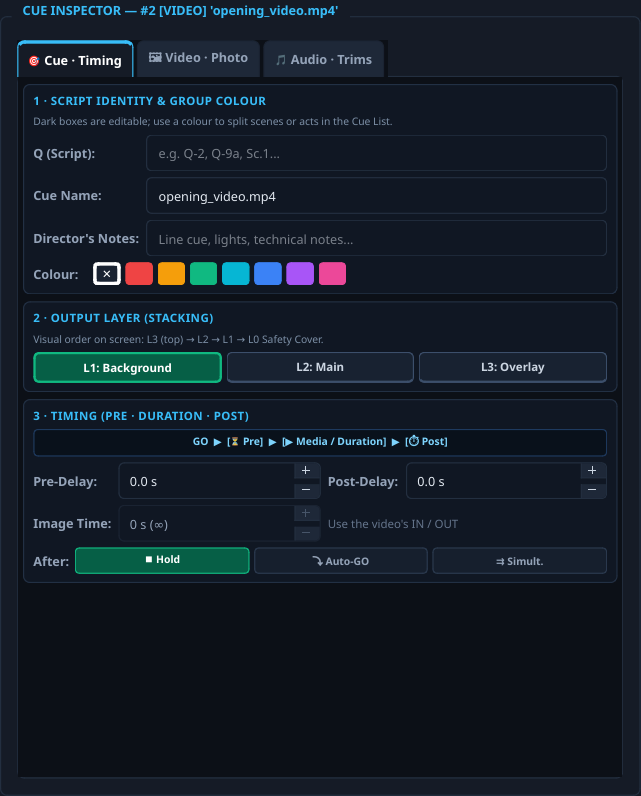 CUE INSPECTOR — #2 [VIDEO] 'opening_video.mp4'
🎯 Cue · Timing
🖼 Video · Photo
🎵 Audio · Trims
1 · SCRIPT IDENTITY & GROUP COLOUR
Dark boxes are editable; use a colour to split scenes or acts in the Cue List.
Q (Script): e.g. Q-2, Q-9a, Sc.1...
Cue Name: opening_video.mp4
Director's Notes: Line cue, lights, technical notes...
Colour: ✕
2 · OUTPUT LAYER (STACKING)
Visual order on screen: L3 (top) → L2 → L1 → L0 Safety Cover.
L1: Background
L2: Main
L3: Overlay
3 · TIMING (PRE · DURATION · POST)
GO ▶ [⏳ Pre] ▶ [▶ Media / Duration] ▶ [⏱ Post]
Pre-Delay: 0.0 s + − Post-Delay: 0.0 s + −
Image Time: 0 s (∞) + − Use the video's IN / OUT
After: ■ Hold ⤵ Auto-GO ⇉ Simult.